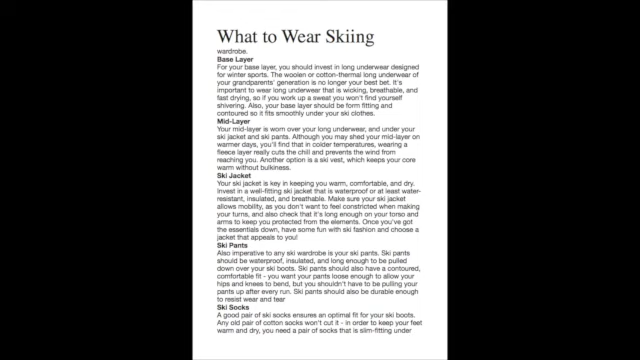 What to Wear Skiing
wardrobe.
Base Layer
For your base layer, you should invest in long underwear designed
for winter sports. The woolen or cotton-thermal long underwear of
your grandparents' generation is no longer your best bet. It's
important to wear long underwear that is wicking, breathable, and
fast drying, so if you work up a sweat you won't find yourself
shivering. Also, your base layer should be form fitting and
contoured so it fits smoothly under your ski clothes.
Mid-Layer
Your mid-layer is worn over your long underwear, and under your
ski jacket and ski pants. Although you may shed your mid-layer on
warmer days, you'll find that in colder temperatures, wearing a
fleece layer really cuts the chill and prevents the wind from
reaching you. Another option is a ski vest, which keeps your core
warm without bulkiness.
Ski Jacket
Your ski jacket is key in keeping you warm, comfortable, and dry.
Invest in a well-fitting ski jacket that is waterproof or at least water-
resistant, insulated, and breathable. Make sure your ski jacket
allows mobility, as you don't want to feel constricted when making
your turns, and also check that it's long enough on your torso and
arms to keep you protected from the elements. Once you've got
the essentials down, have some fun with ski fashion and choose a
jacket that appeals to you!
Ski Pants
Also imperative to any ski wardrobe is your ski pants. Ski pants
should be waterproof, insulated, and long enough to be pulled
down over your ski boots. Ski pants should also have a contoured,
comfortable fit - you want your pants loose enough to allow your
hips and knees to bend, but you shouldn't have to be pulling your
pants up after every run. Ski pants should also be durable enough
to resist wear and tear
Ski Socks
A good pair of ski socks ensures an optimal fit for your ski boots.
Any old pair of cotton socks won't cut it - in order to keep your feet
warm and dry, you need a pair of socks that is slim-fitting under